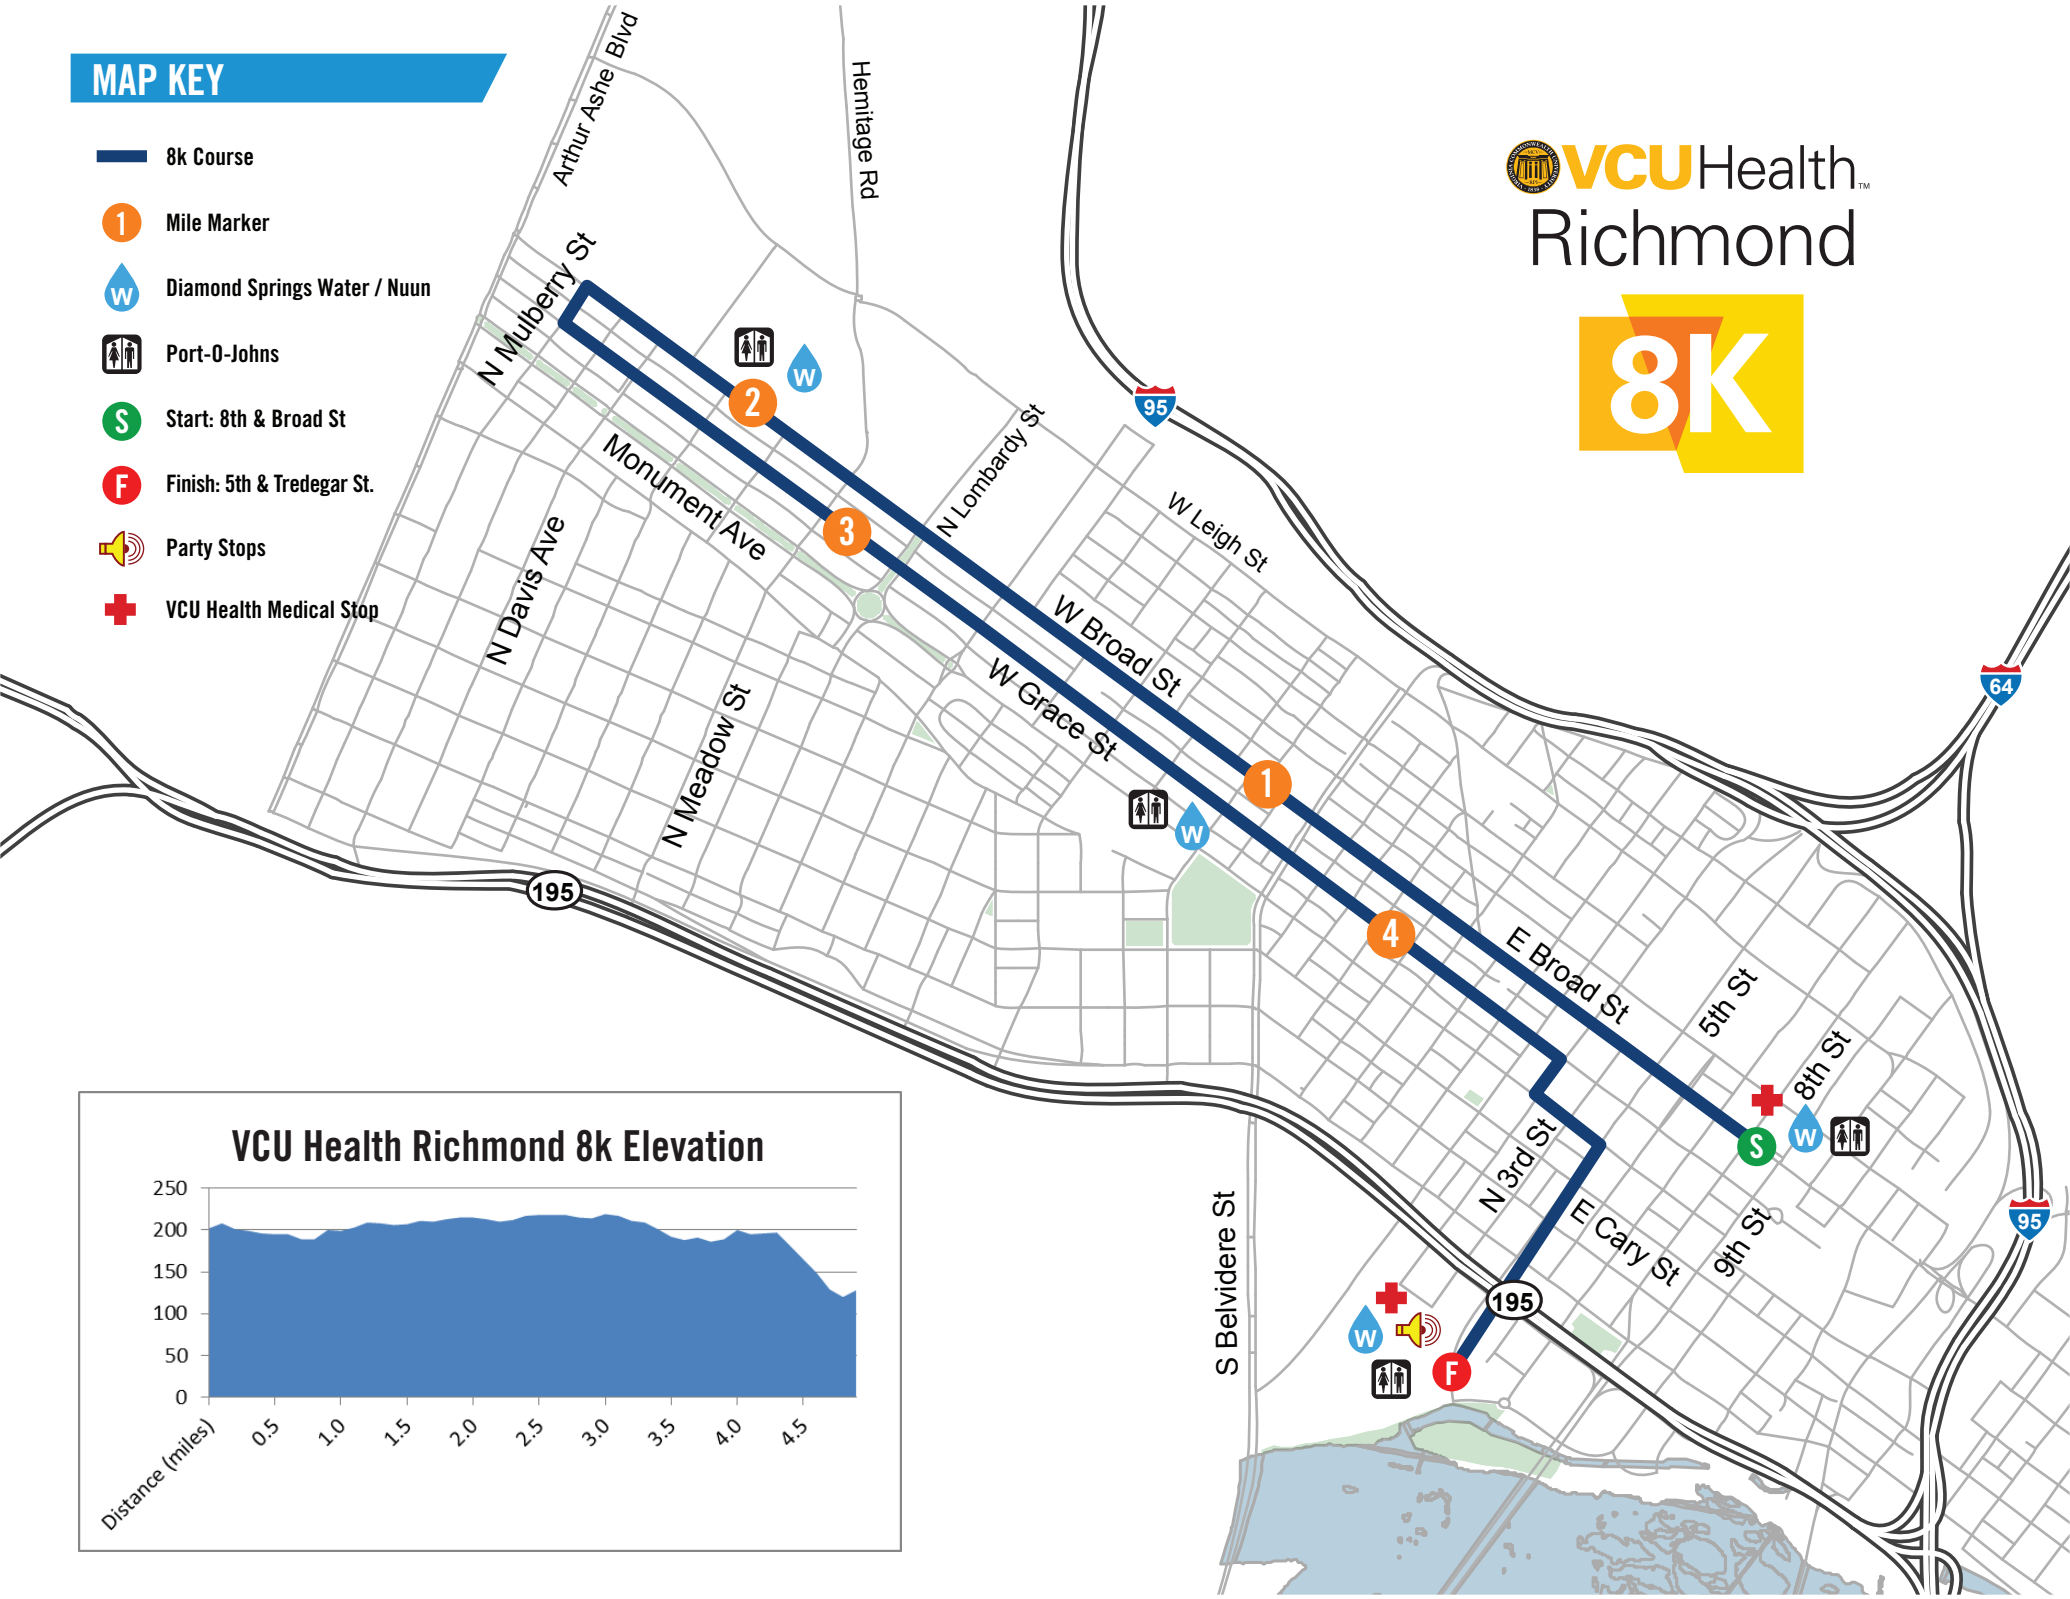 MAP KEY
8k Course
1 Mile Marker
W Diamond Springs Water / Nuun
Port-O-Johns
S Start: 8th & Broad St
F Finish: 5th & Tredegar St.
Party Stops
VCU Health Medical Stop
VCU Health™
Richmond
8K
Arthur Ashe Blvd
Hemitage Rd
N Mulberry St
95
W
2
N Lombardy St
Monument Ave
3
W Leigh St
N Davis Ave
W Broad St
W Grace St
64
N Meadow St
1
W
195
4
E Broad St
5th St
8th St
W
S
N 3rd St
E Cary St
9th St
95
S Belvidere St
195
W
F
VCU Health Richmond 8k Elevation
250
200
150
100
50
0
Distance (miles)
0.5
1.0
1.5
2.0
2.5
3.0
3.5
4.0
4.5